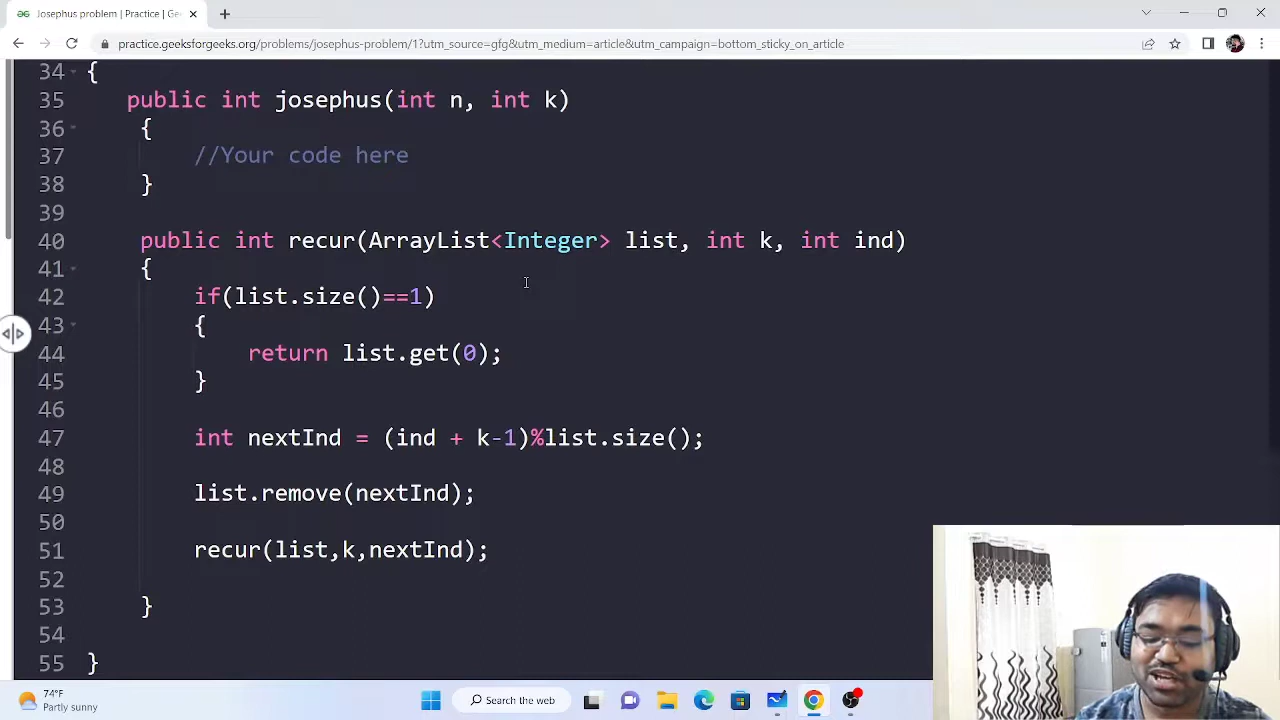 Josephus problem | Practice | Ge
practice.geeksforgeeks.org/problems/josephus-problem/1?utm_source=gfg&utm_medium=article&utm_campaign=bottom_sticky_on_article
34 {
35 public int josephus(int n, int k)
36 {
37 //Your code here
38 }
39
40 public int recur(ArrayList<Integer> list, int k, int ind)
41 {
42 if(list.size()==1)
43 {
44 return list.get(0);
45 }
46
47 int nextInd = (ind + k-1)%list.size();
48
49 list.remove(nextInd);
50
51 recur(list,k,nextInd);
52
53 }
54
55 }
74°F
Partly sunny
Search the web